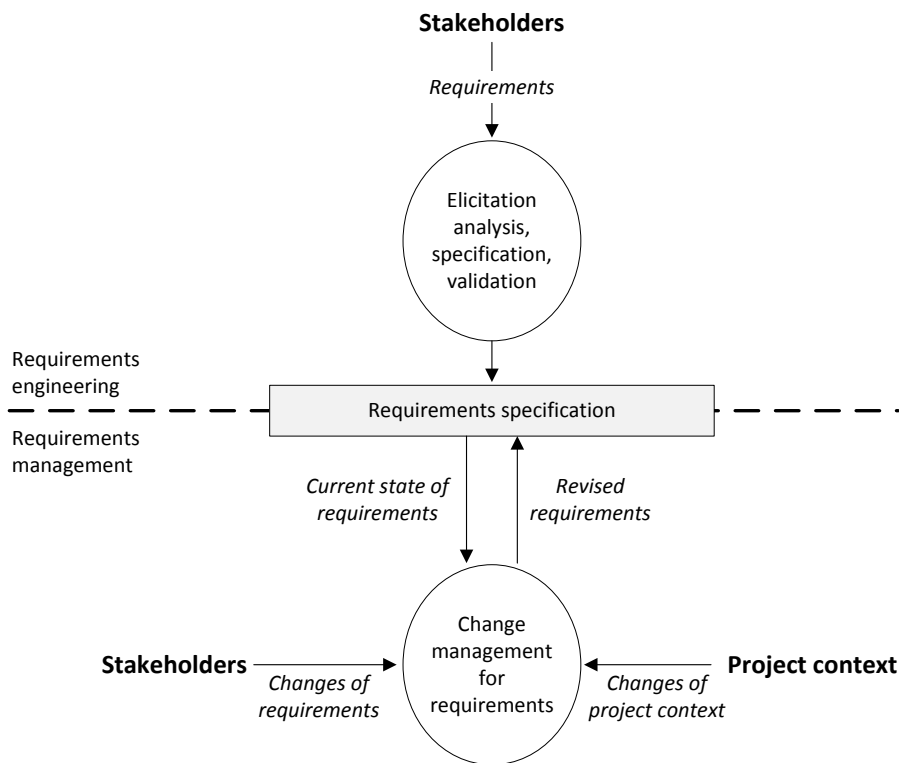 Stakeholders
Requirements
Elicitation
analysis,
specification,
validation
Requirements
engineering
Requirements specification
Requirements
management
Current state of
requirements
Revised
requirements
Change
management
for
requirements
Stakeholders
Changes of
requirements
Project context
Changes of
project context